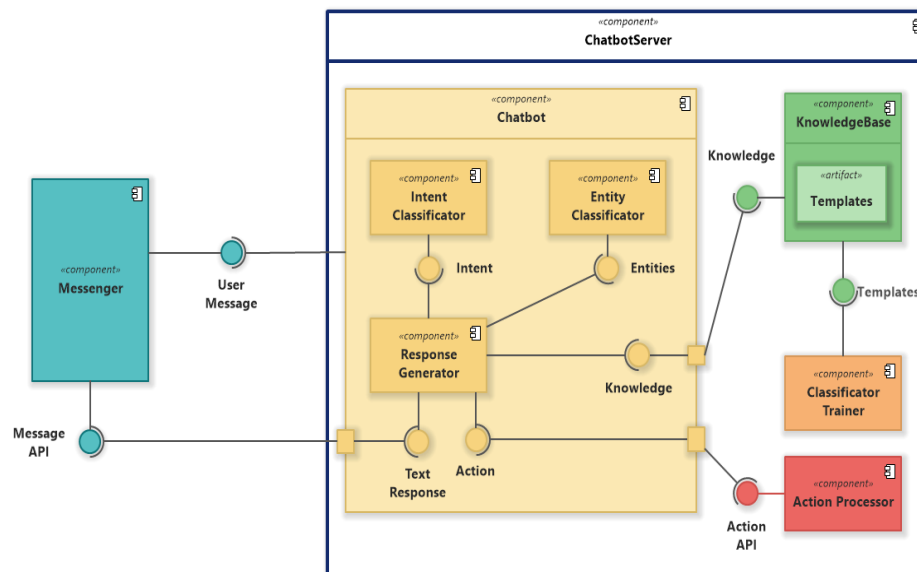 «component»
ChatbotServer
«component»
Chatbot
«component»
KnowledgeBase
«artifact»
Templates
Knowledge
«component»
Intent
Classificator
«component»
Entity
Classificator
«component»
Messenger
User
Message
Intent
Entities
Templates
«component»
Response
Generator
Knowledge
«component»
Classificator
Trainer
Message
API
Text
Response
Action
«component»
Action Processor
Action
API